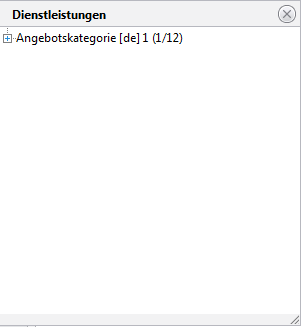 Dienstleistungen
Angebotskategorie [de] 1 (1/12)